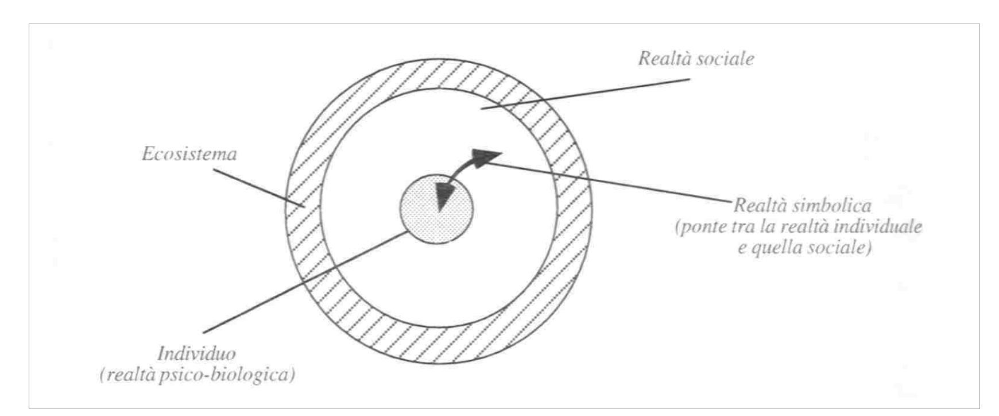 Realtà sociale
Ecosistema
Realtà simbolica
(ponte tra la realtà individuale
e quella sociale)
Individuo
(realtà psico-biologica)